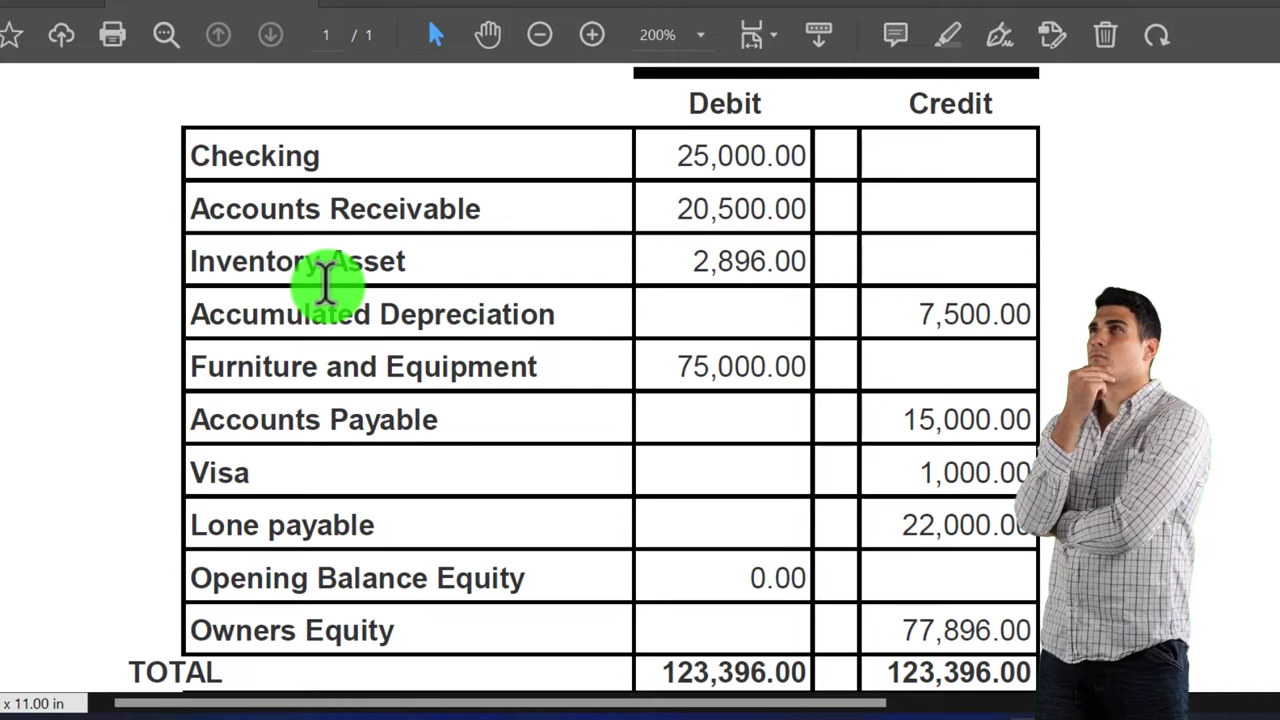 1 / 1 200%
Debit Credit
Checking 25,000.00
Accounts Receivable 20,500.00
Inventory Asset 2,896.00
Accumulated Depreciation 7,500.00
Furniture and Equipment 75,000.00
Accounts Payable 15,000.00
Visa 1,000.00
Lone payable 22,000.00
Opening Balance Equity 0.00
Owners Equity 77,896.00
TOTAL 123,396.00 123,396.00
x 11.00 in